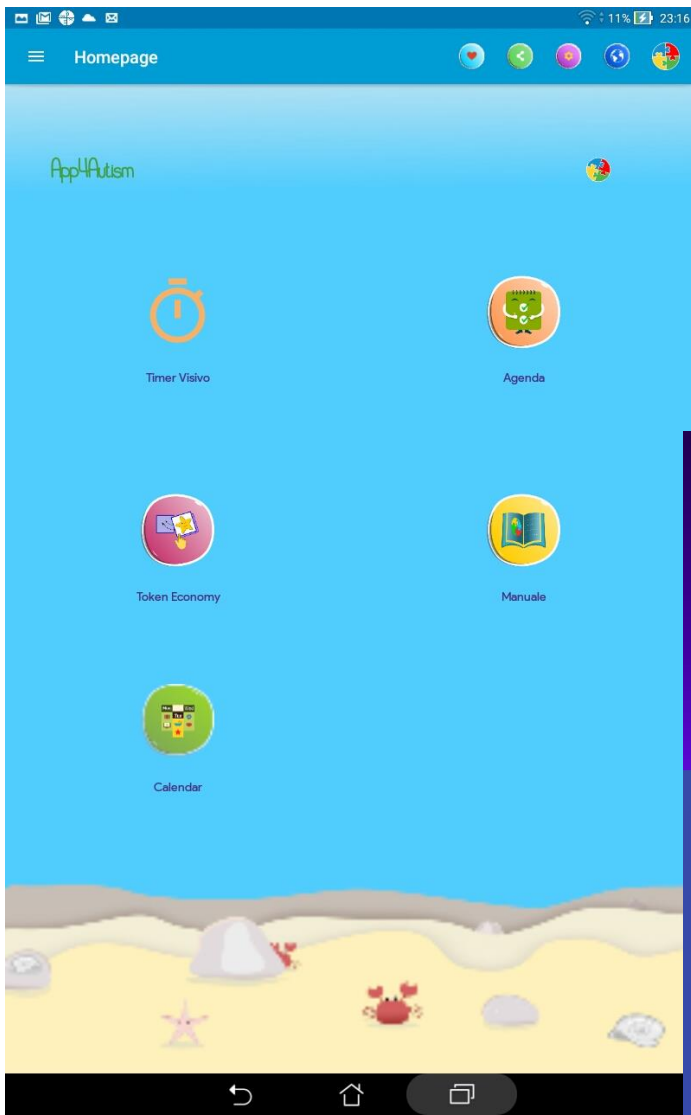 11% 23:16
Homepage
App4Autism
Timer Visivo
Agenda
Token Economy
Manuale
Calendar